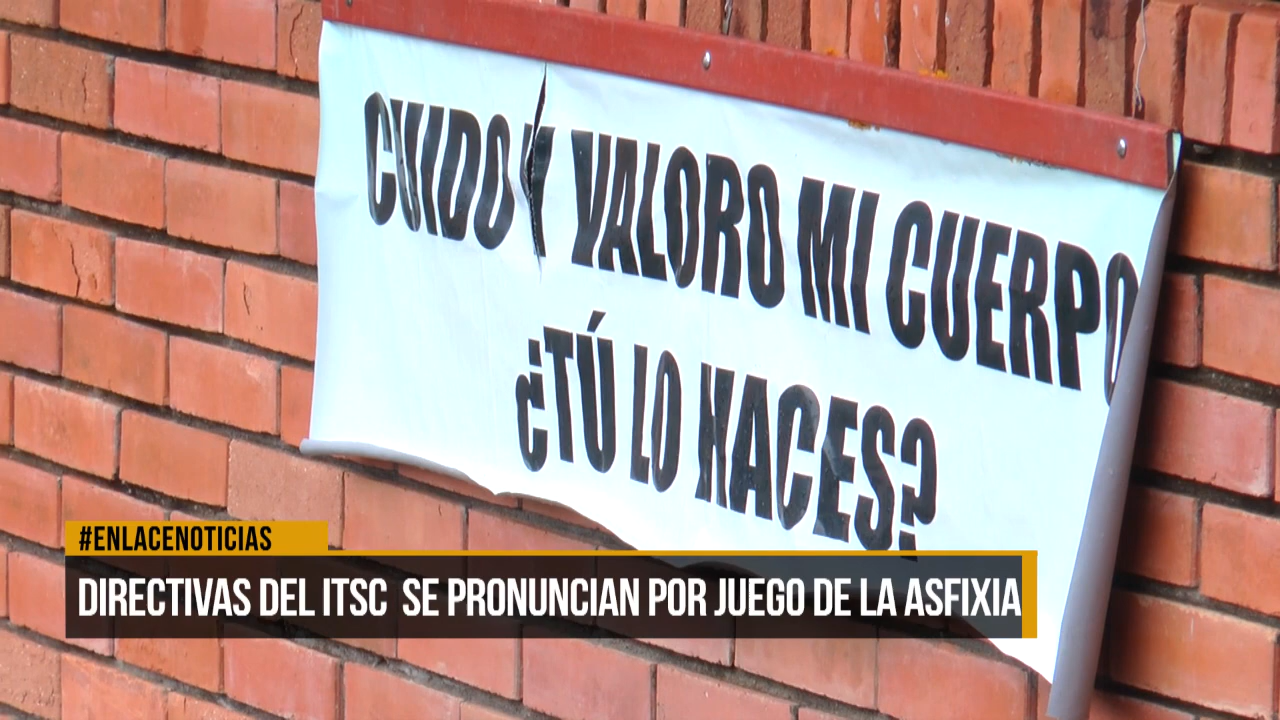 CUIDO Y VALORO MI CUERPO
¿TÚ LO HACES?
#ENLACENOTICIAS
DIRECTIVAS DEL ITSC SE PRONUNCIAN POR JUEGO DE LA ASFIXIA